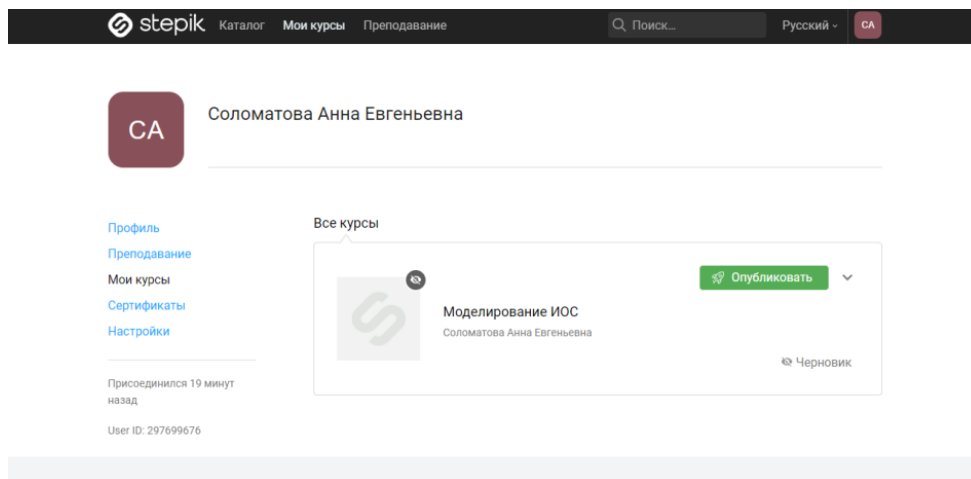 stepik Каталог Мои курсы Преподавание Поиск... Русский СА
СА
Соломатова Анна Евгеньевна
Профиль
Преподавание
Мои курсы
Сертификаты
Настройки
Присоединился 19 минут
назад
User ID: 297699676
Все курсы
Опубликовать
Моделирование ИОС
Соломатова Анна Евгеньевна
Черновик